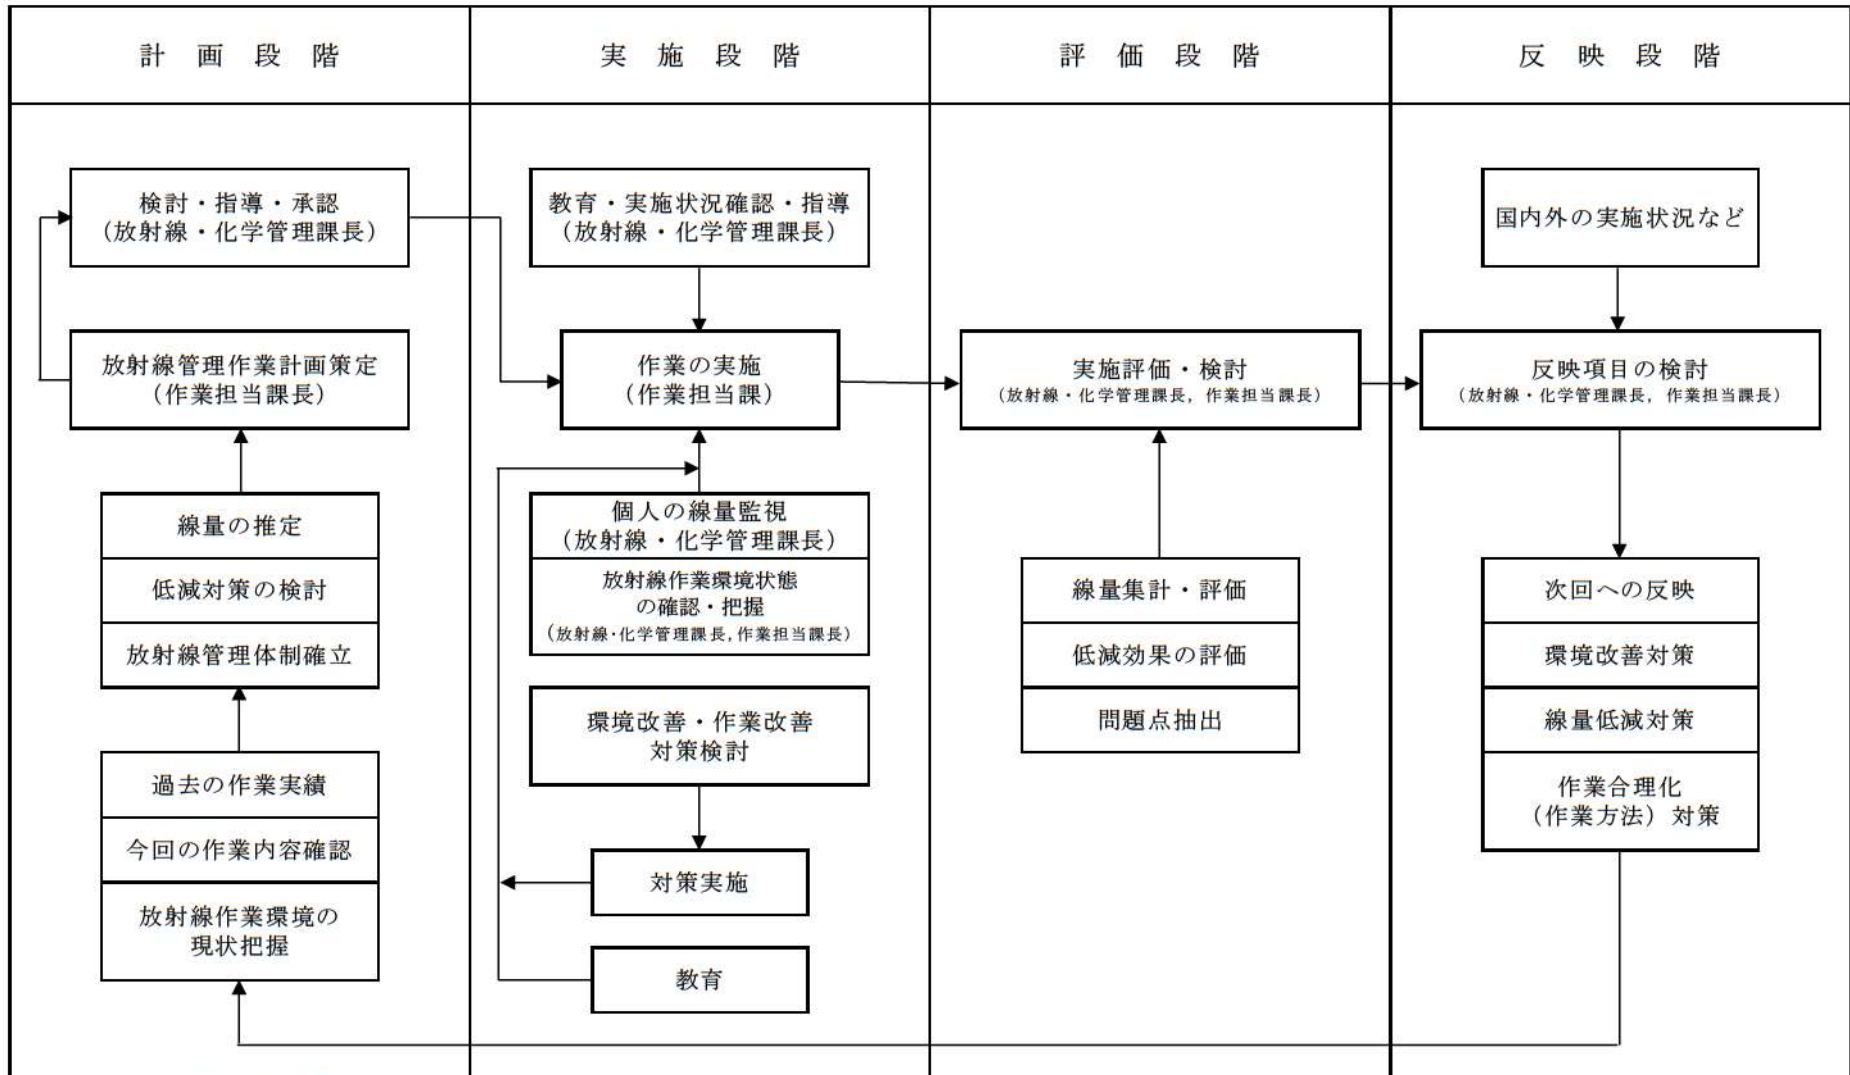 計画段階
実施段階
評価段階
反映段階
検討・指導・承認
(放射線・化学管理課長)
放射線管理作業計画策定
(作業担当課長)
線量の推定
低減対策の検討
放射線管理体制確立
過去の作業実績
今回の作業内容確認
放射線作業環境の
現状把握
教育・実施状況確認・指導
(放射線・化学管理課長)
作業の実施
(作業担当課)
個人の線量監視
(放射線・化学管理課長)
放射線作業環境状態
の確認・把握
(放射線・化学管理課長,作業担当課長)
環境改善・作業改善
対策検討
対策実施
教育
実施評価・検討
(放射線・化学管理課長,作業担当課長)
線量集計・評価
低減効果の評価
問題点抽出
国内外の実施状況など
反映項目の検討
(放射線・化学管理課長,作業担当課長)
次回への反映
環境改善対策
線量低減対策
作業合理化
(作業方法)対策